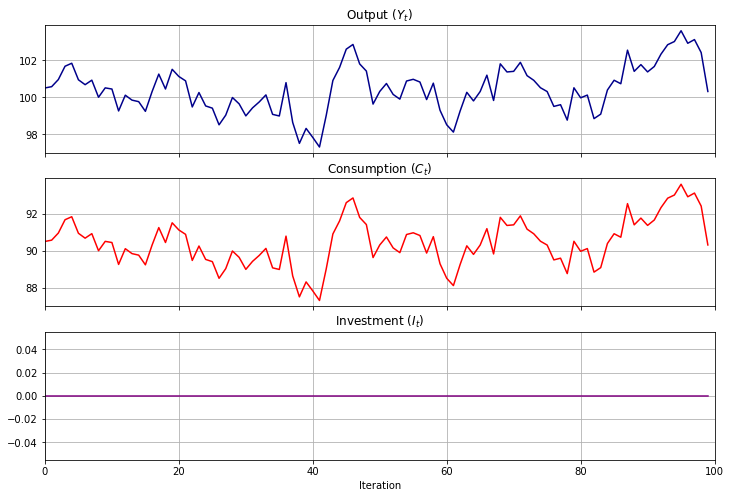 Output (Y_t)
102
100
98
Consumption (C_t)
92
90
88
Investment (I_t)
0.04
0.02
0.00
−0.02
−0.04
0 20 40 60 80 100
Iteration